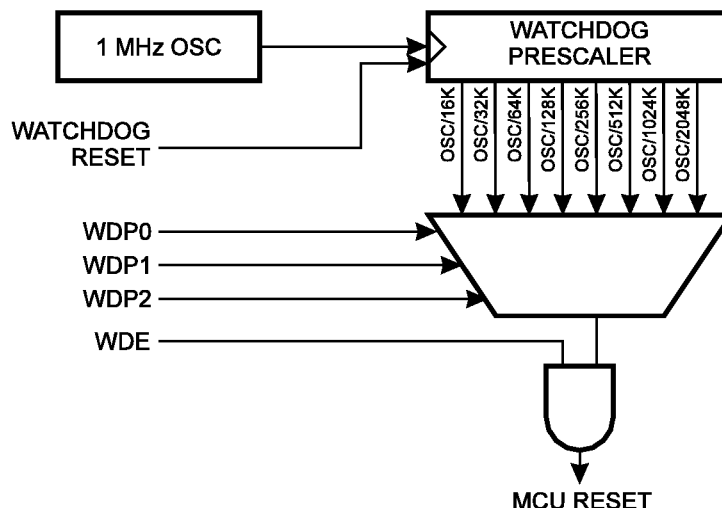 1 MHz OSC
WATCHDOG
PRESCALER
OSC/16K
OSC/32K
OSC/64K
OSC/128K
OSC/256K
OSC/512K
OSC/1024K
OSC/2048K
WATCHDOG
RESET
WDP0
WDP1
WDP2
WDE
MCU RESET